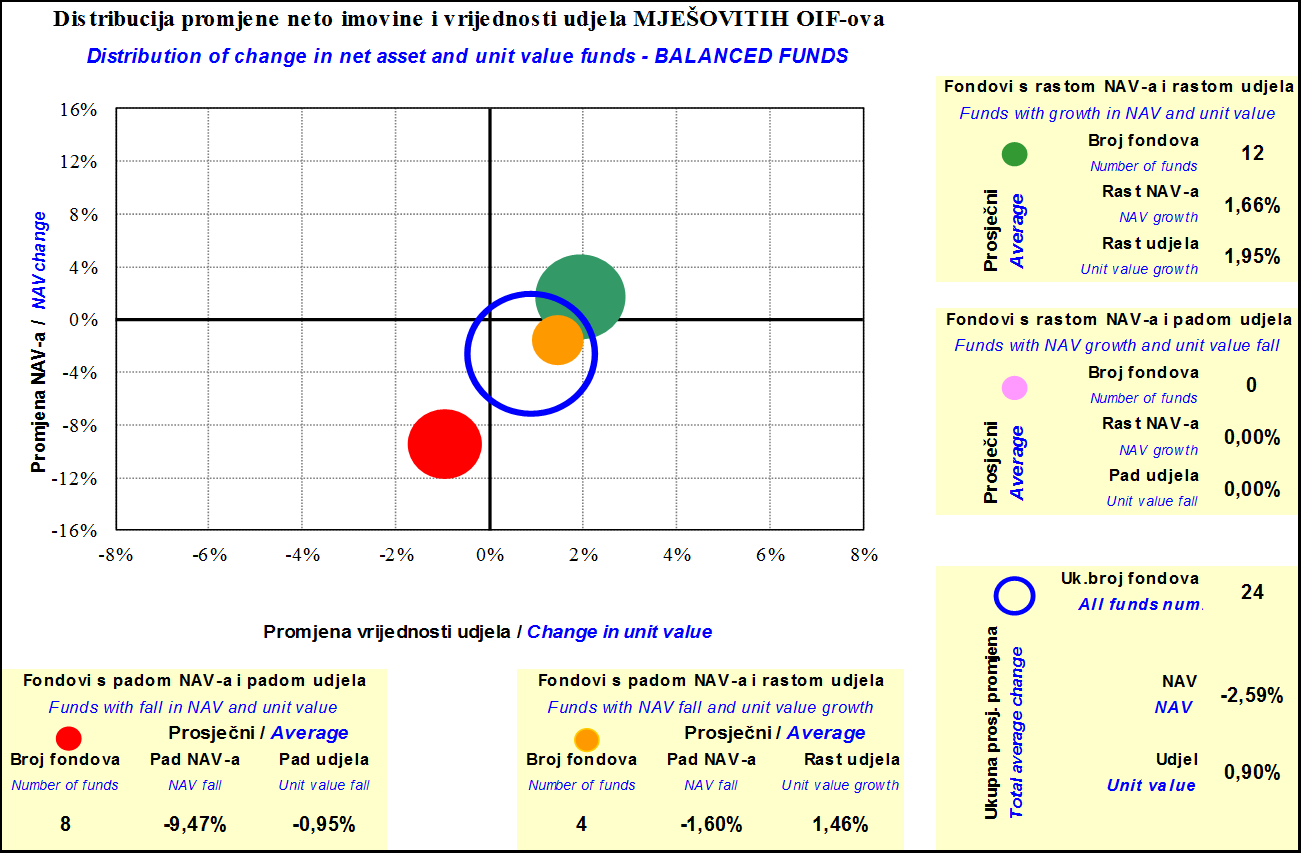 Distribucija promjene neto imovine i vrijednosti udjela MJEŠOVITIH OIF-ova
Distribution of change in net asset and unit value funds - BALANCED FUNDS
Promjena NAV-a / NAV change
16%
12%
8%
4%
0%
-4%
-8%
-12%
-16%
-8% -6% -4% -2% 0% 2% 4% 6% 8%
Promjena vrijednosti udjela / Change in unit value
Fondovi s rastom NAV-a i rastom udjela
Funds with growth in NAV and unit value
Prosječni
Average
Broj fondova
Number of funds
12
Rast NAV-a
NAV growth
1,66%
Rast udjela
Unit value growth
1,95%
Fondovi s rastom NAV-a i padom udjela
Funds with NAV growth and unit value fall
Prosječni
Average
Broj fondova
Number of funds
0
Rast NAV-a
NAV growth
0,00%
Pad udjela
Unit value fall
0,00%
Ukupna prosj. promjena
Total average change
Uk.broj fondova
All funds num.
24
NAV
NAV
-2,59%
Udjel
Unit value
0,90%
Fondovi s padom NAV-a i padom udjela
Funds with fall in NAV and unit value
Prosječni / Average
Broj fondova Pad NAV-a Pad udjela
Number of funds NAV fall Unit value fall
8 -9,47% -0,95%
Fondovi s padom NAV-a i rastom udjela
Funds with NAV fall and unit value growth
Prosječni / Average
Broj fondova Pad NAV-a Rast udjela
Number of funds NAV fall Unit value growth
4 -1,60% 1,46%